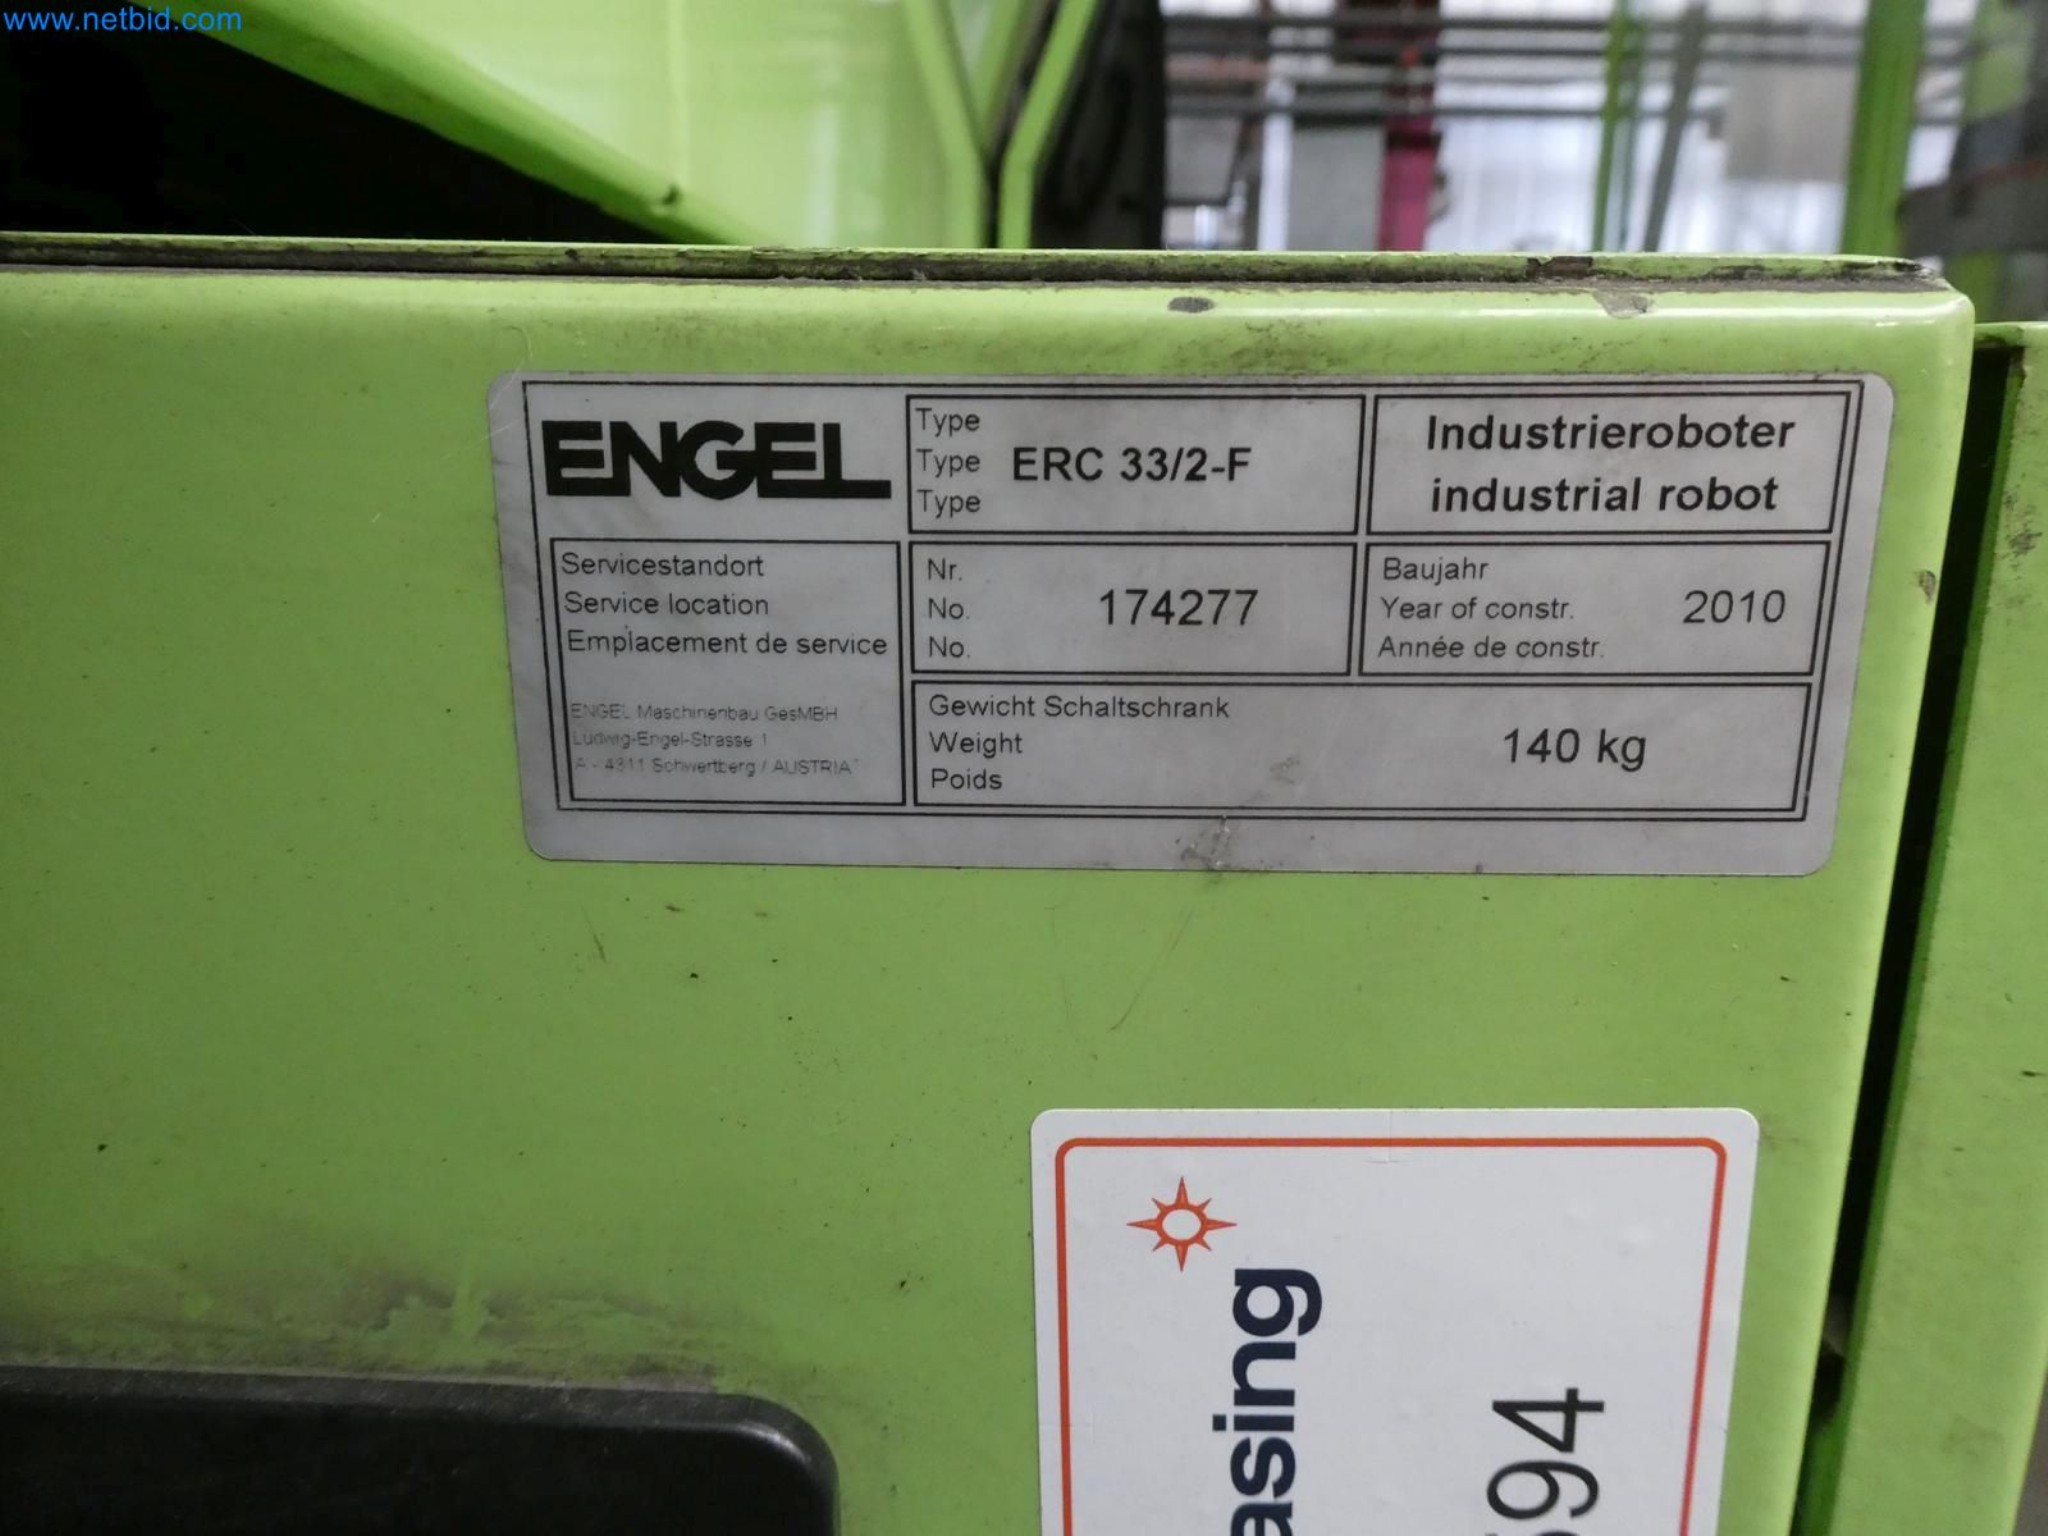 www.netbid.com
ENGEL
Type
Type ERC 33/2-F
Type
Industrieroboter
industrial robot
Servicestandort
Service location
Emplacement de service
ENGEL Maschinenbau GesMBH
Ludwig-Engel-Strasse 1
A - 4311 Schwertberg / AUSTRIA
Nr.
No. 174277
No.
Baujahr
Year of constr. 2010
Année de constr.
Gewicht Schaltschrank
Weight 140 kg
Poids
asing
94